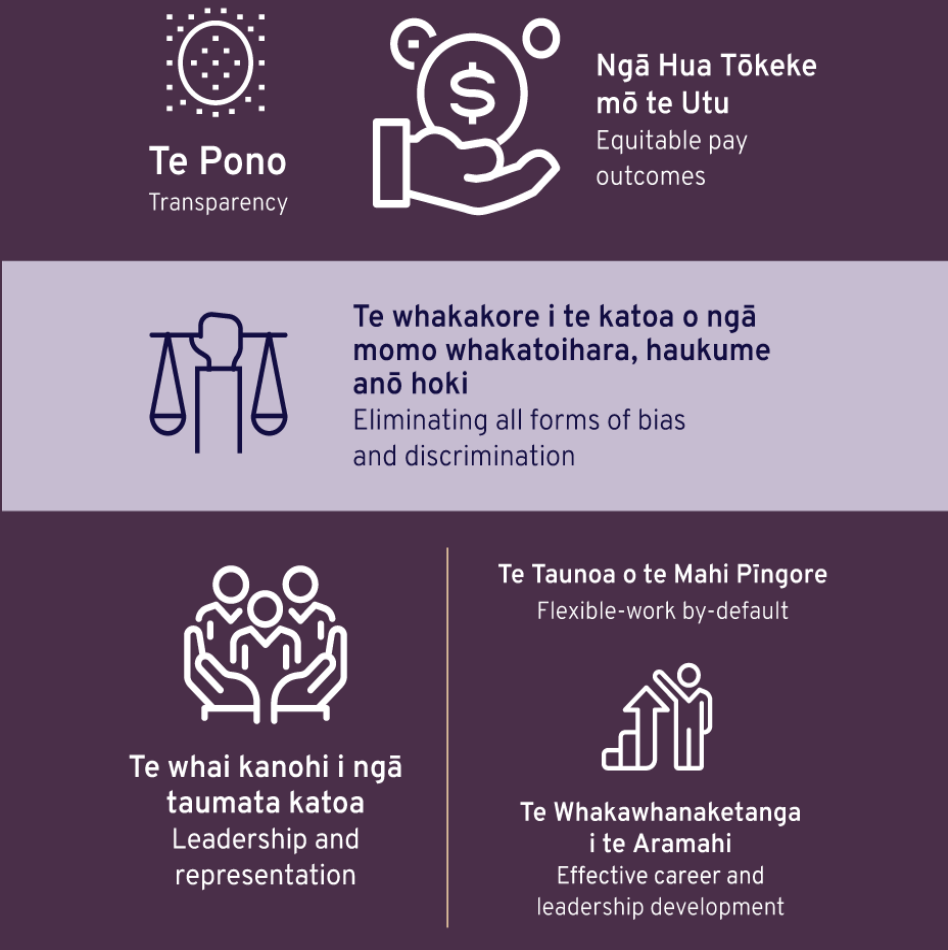 Te Pono
Transparency
Ngā Hua Tōkeke
mō te Utu
Equitable pay
outcomes
Te whakakore i te katoa o ngā
momo whakatoihara, haukume
anō hoki
Eliminating all forms of bias
and discrimination
Te whai kanohi i ngā
taumata katoa
Leadership and
representation
Te Taunoa o te Mahi Pīngore
Flexible-work by-default
Te Whakawhanaketanga
i te Aramahi
Effective career and
leadership development